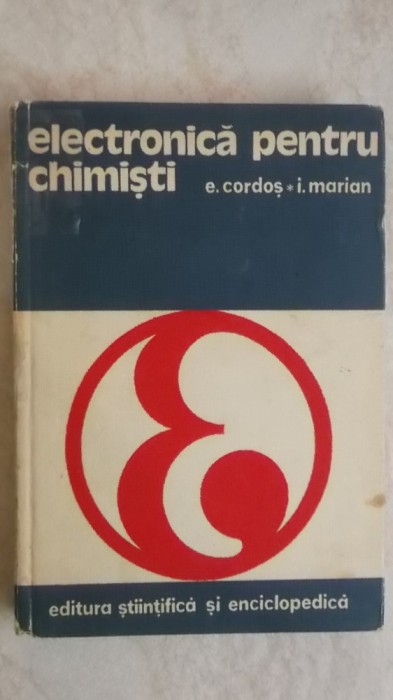 electronică pentru
chimiști
e. cordoș * i. marian
editura științifică și enciclopedică